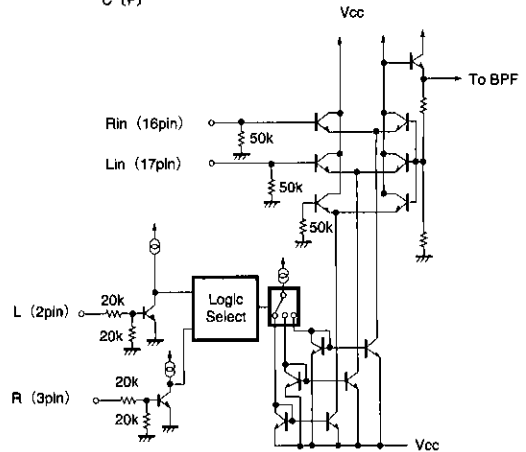 C (P)
Vcc
To BPF
Rin (16pin)
50k
Lin (17pin)
50k
50k
20k
L (2pin)
20k
Logic
Select
20k
R (3pin)
20k
Vcc